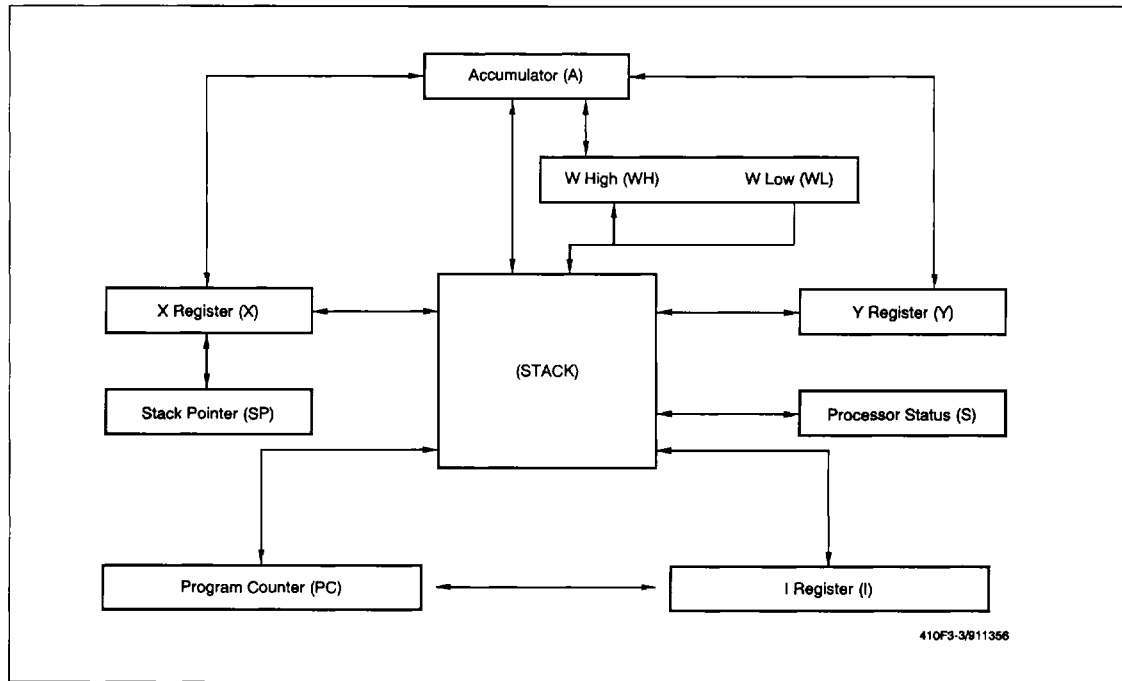 Accumulator (A)
W High (WH) W Low (WL)
X Register (X)
Y Register (Y)
(STACK)
Stack Pointer (SP)
Processor Status (S)
Program Counter (PC)
I Register (I)
410F3-3/911356